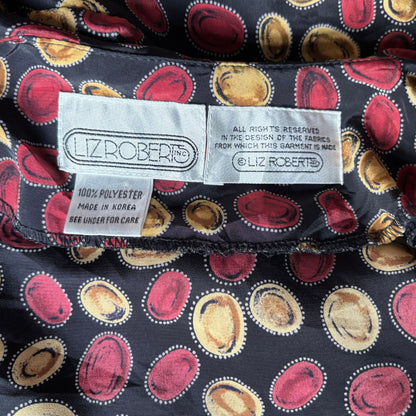 LIZ ROBERTS INC
100% POLYESTER
MADE IN KOREA
SEE UNDER FOR CARE
ALL RIGHTS RESERVED
IN THE DESIGN OF THE FABRICS
FROM WHICH THIS GARMENT IS MADE
© LIZ ROBERTS